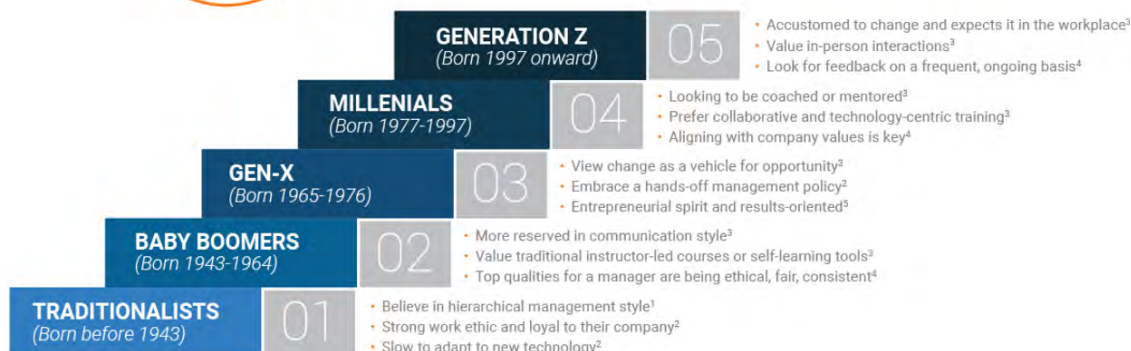 GENERATION Z
(Born 1997 onward)
05
• Accustomed to change and expects it in the workplace³
• Value in-person interactions³
• Look for feedback on a frequent, ongoing basis⁴
MILLENIALS
(Born 1977-1997)
04
• Looking to be coached or mentored³
• Prefer collaborative and technology-centric training³
• Aligning with company values is key⁴
GEN-X
(Born 1965-1976)
03
• View change as a vehicle for opportunity³
• Embrace a hands-off management policy²
• Entrepreneurial spirit and results-oriented⁵
BABY BOOMERS
(Born 1943-1964)
02
• More reserved in communication style³
• Value traditional instructor-led courses or self-learning tools³
• Top qualities for a manager are being ethical, fair, consistent⁴
TRADITIONALISTS
(Born before 1943)
01
• Believe in hierarchical management style¹
• Strong work ethic and loyal to their company²
• Slow to adapt to new technology²